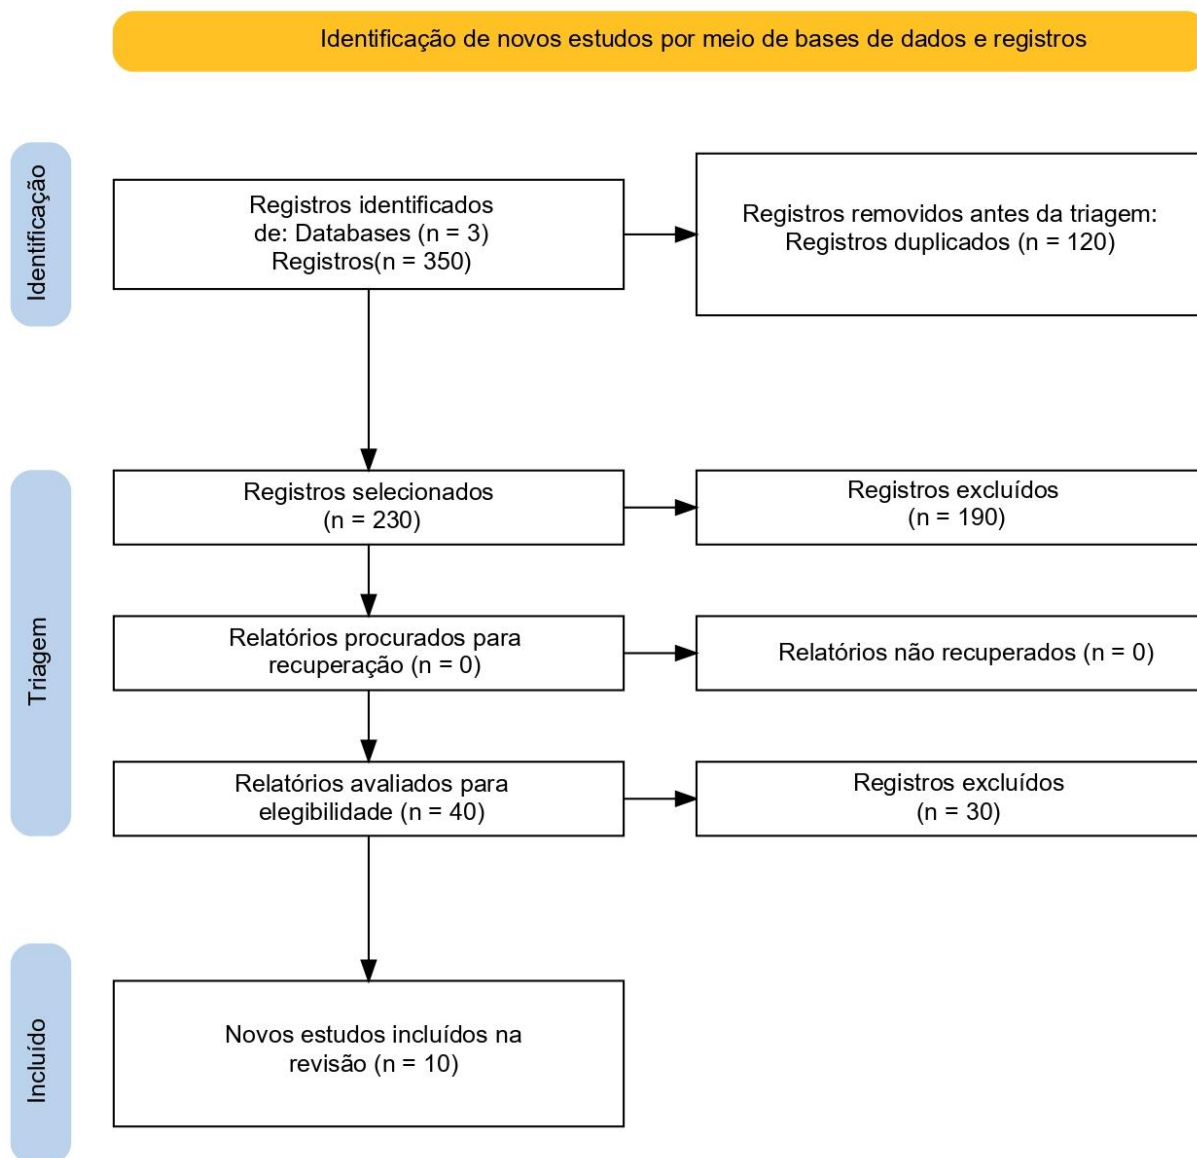 Identificação de novos estudos por meio de bases de dados e registros
Identificação
Registros identificados
de: Databases (n = 3)
Registros(n = 350)
Registros removidos antes da triagem:
Registros duplicados (n = 120)
Triagem
Registros selecionados
(n = 230)
Registros excluídos
(n = 190)
Relatórios procurados para
recuperação (n = 0)
Relatórios não recuperados (n = 0)
Relatórios avaliados para
elegibilidade (n = 40)
Registros excluídos
(n = 30)
Incluído
Novos estudos incluídos na
revisão (n = 10)